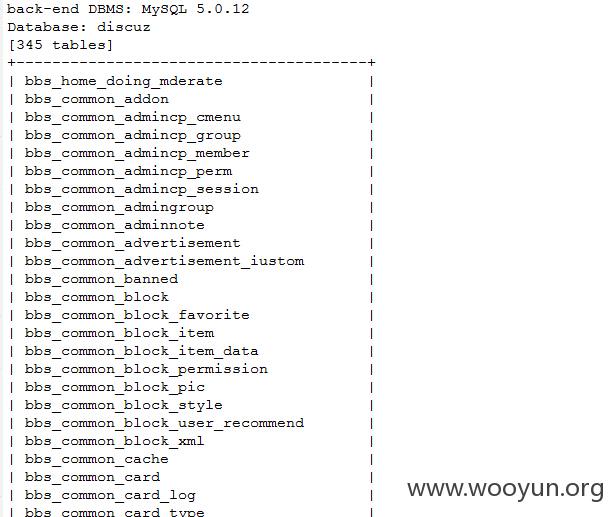 back-end DBMS: MySQL 5.0.12
Database: discuz
[345 tables]
+---------------------------------------+
| bbs_home_doing_mderate |
| bbs_common_addon |
| bbs_common_admincp_cmenu |
| bbs_common_admincp_group |
| bbs_common_admincp_member |
| bbs_common_admincp_perm |
| bbs_common_admincp_session |
| bbs_common_admingroup |
| bbs_common_adminnote |
| bbs_common_advertisement |
| bbs_common_advertisement_iustom |
| bbs_common_banned |
| bbs_common_block |
| bbs_common_block_favorite |
| bbs_common_block_item |
| bbs_common_block_item_data |
| bbs_common_block_permission |
| bbs_common_block_pic |
| bbs_common_block_style |
| bbs_common_block_user_recommend |
| bbs_common_block_xml |
| bbs_common_cache |
| bbs_common_card |
| bbs_common_card_log |
| bbs_common_card_type |
www.wooyun.org